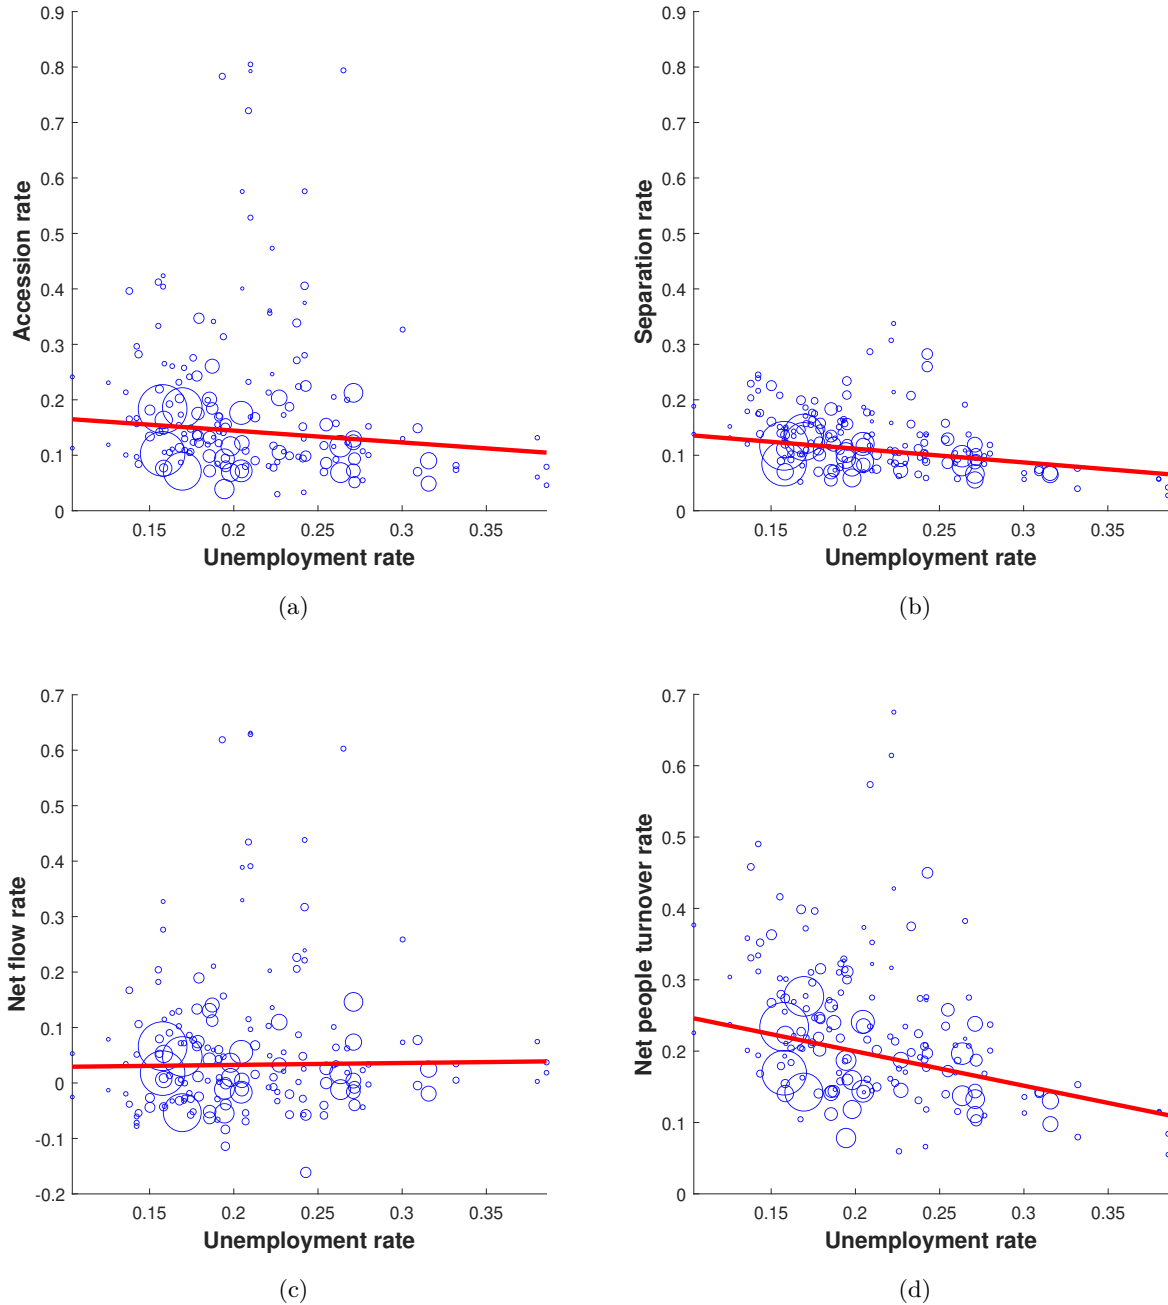 0.9
0.8
0.7
0.6
0.5
0.4
0.3
0.2
0.1
0
Accession rate
0.15 0.2 0.25 0.3 0.35
Unemployment rate
(a)
0.9
0.8
0.7
0.6
0.5
0.4
0.3
0.2
0.1
0
Separation rate
0.15 0.2 0.25 0.3 0.35
Unemployment rate
(b)
0.7
0.6
0.5
0.4
0.3
0.2
0.1
0
-0.1
-0.2
Net flow rate
0.15 0.2 0.25 0.3 0.35
Unemployment rate
(c)
0.7
0.6
0.5
0.4
0.3
0.2
0.1
0
Net people turnover rate
0.15 0.2 0.25 0.3 0.35
Unemployment rate
(d)